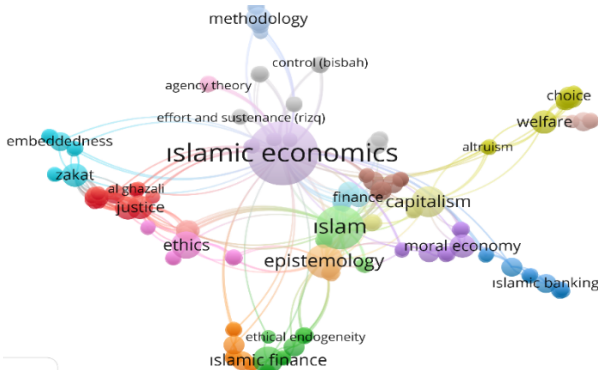 methodology
control (bisbah)
agency theory
choice
effort and sustenance (rizq)
welfare
embeddedness
ıslamic economics
altruism
zakat
al ghazali
finance
justice
capitalism
ıslam
ethics
moral economy
epistemology
ıslamic banking
ethical endogeneity
ıslamic finance